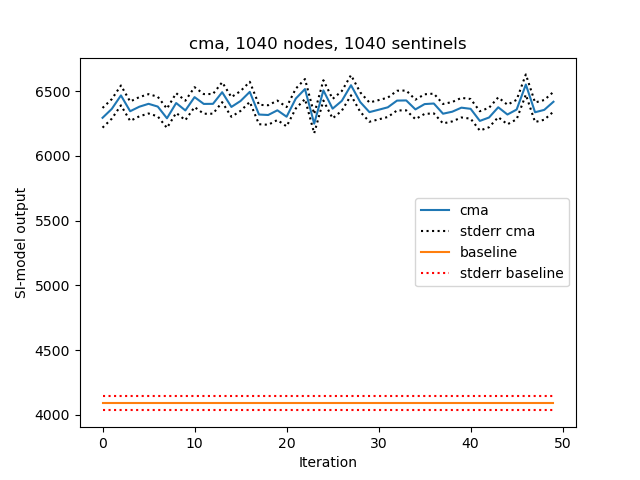 cma, 1040 nodes, 1040 sentinels
6500
6000
5500
5000
4500
4000
SI-model output
cma
stderr cma
baseline
stderr baseline
0 10 20 30 40 50
Iteration